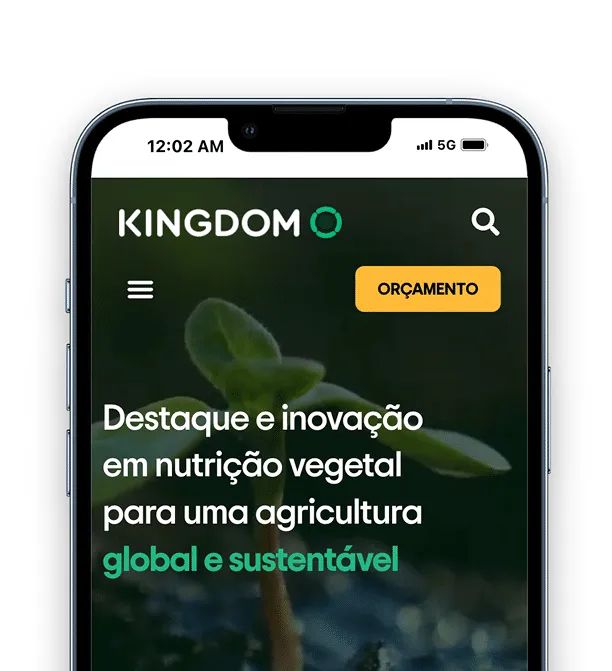 12:02 AM 5G
KINGDOM
ORÇAMENTO
Destaque e inovação
em nutrição vegetal
para uma agricultura
global e sustentável